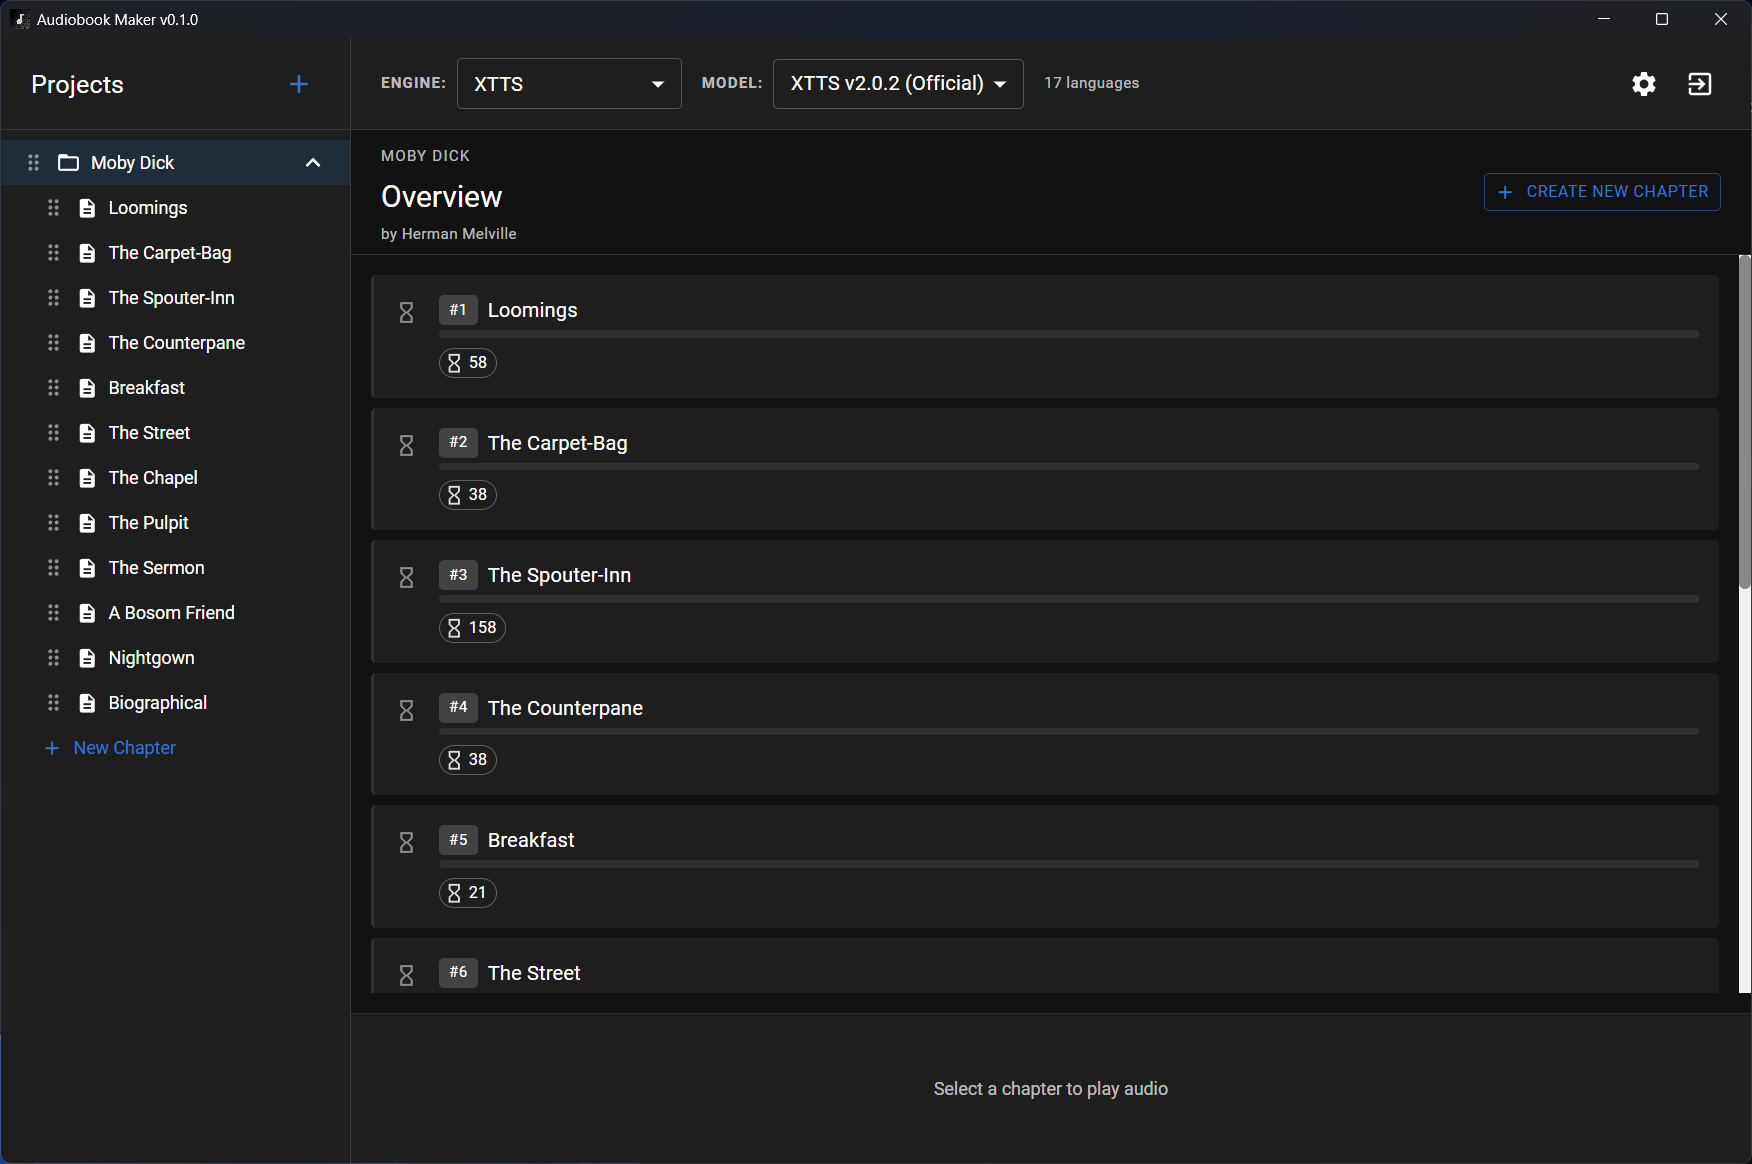 Audiobook Maker v0.1.0
Projects
ENGINE: XTTS MODEL: XTTS v2.0.2 (Official) 17 languages
Moby Dick
Loomings
The Carpet-Bag
The Spouter-Inn
The Counterpane
Breakfast
The Street
The Chapel
The Pulpit
The Sermon
A Bosom Friend
Nightgown
Biographical
+ New Chapter
MOBY DICK
Overview
by Herman Melville
+ CREATE NEW CHAPTER
#1 Loomings
58
#2 The Carpet-Bag
38
#3 The Spouter-Inn
158
#4 The Counterpane
38
#5 Breakfast
21
#6 The Street
Select a chapter to play audio